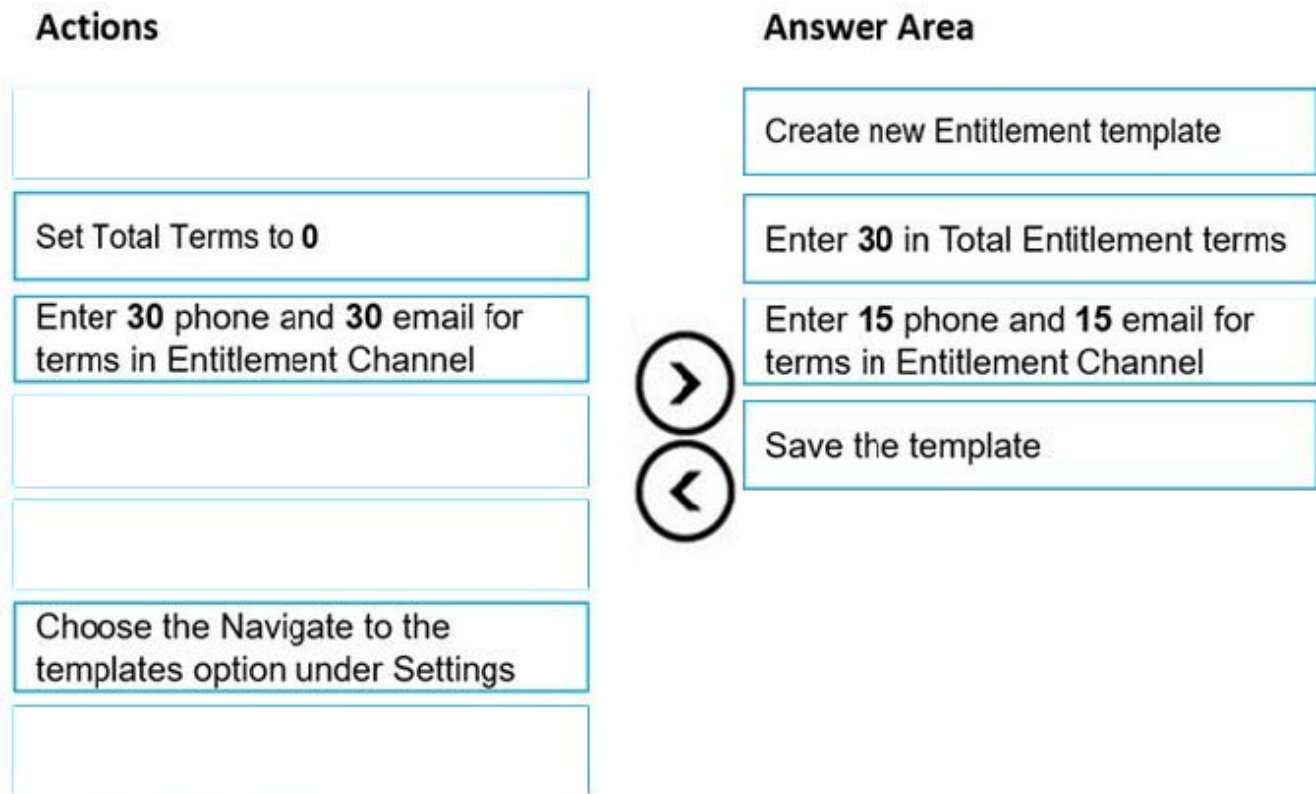 Actions
Set Total Terms to 0
Enter 30 phone and 30 email for
terms in Entitlement Channel
Choose the Navigate to the
templates option under Settings
Answer Area
Create new Entitlement template
Enter 30 in Total Entitlement terms
Enter 15 phone and 15 email for
terms in Entitlement Channel
Save the template